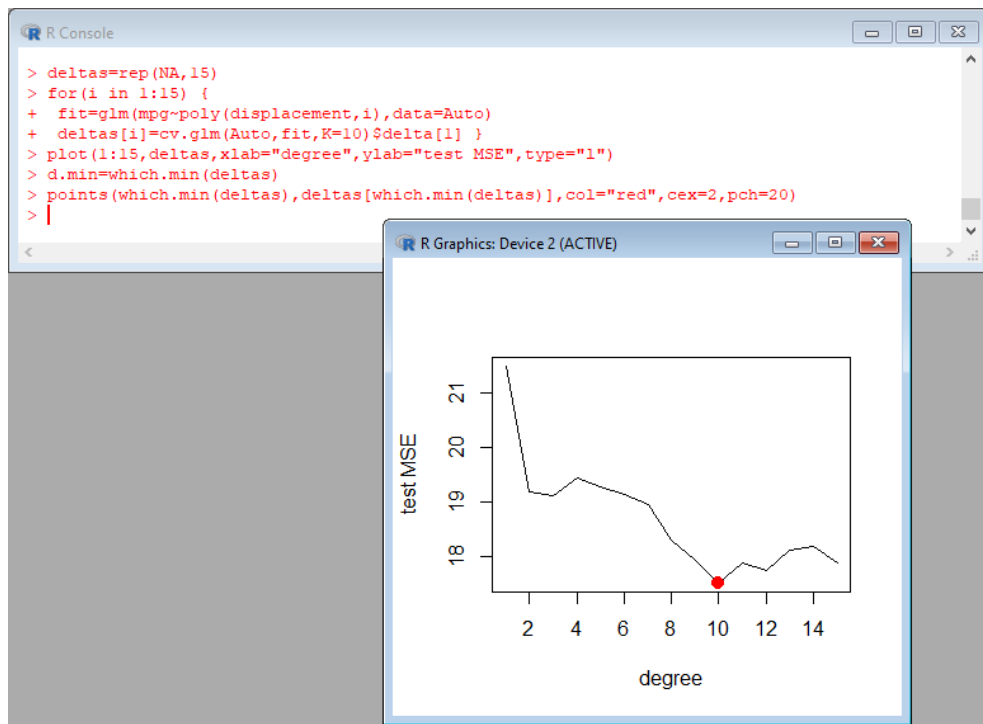 R Console
> deltas=rep(NA,15)
> for(i in 1:15) {
+  fit=glm(mpg~poly(displacement,i),data=Auto)
+  deltas[i]=cv.glm(Auto,fit,K=10)$delta[1] }
> plot(1:15,deltas,xlab="degree",ylab="test MSE",type="l")
> d.min=which.min(deltas)
> points(which.min(deltas),deltas[which.min(deltas)],col="red",cex=2,pch=20)
>
R Graphics: Device 2 (ACTIVE)
21
20
19
18
test MSE
2 4 6 8 10 12 14
degree